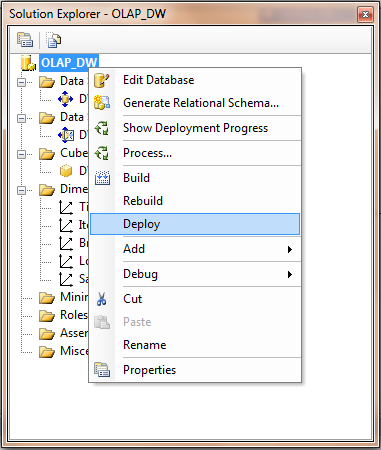 Solution Explorer - OLAP_DW
OLAP_DW
Data S
D
Data S
D
Cube
D
Dime
Ti
Ite
Br
Lo
Sa
Minin
Roles
Asser
Misce
Edit Database
Generate Relational Schema...
Show Deployment Progress
Process...
Build
Rebuild
Deploy
Add
Debug
Cut
Paste
Rename
Properties